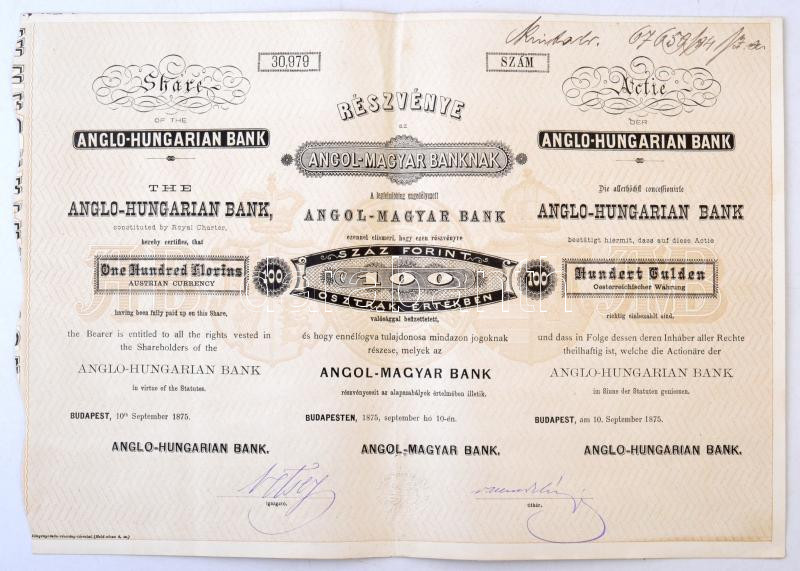 30,979
SZÁM
Share
OF THE
ANGLO-HUNGARIAN BANK
THE
ANGLO-HUNGARIAN BANK,
constituted by Royal Charter,
hereby certifies, that
One Hundred Florins
AUSTRIAN CURRENCY
having been fully paid up on this Share,
the Bearer is entitled to all the rights vested in
the Shareholders of the
ANGLO-HUNGARIAN BANK
in virtue of the Statutes.
BUDAPEST, 10th September 1875.
ANGLO-HUNGARIAN BANK.
RÉSZVÉNYE
az
ANGOL-MAGYAR BANKNAK
A legfelsőbbleg engedélyezett
ANGOL-MAGYAR BANK
ezennel elismeri, hogy ezen részvényre
100
SZÁZ FORINT
100
OSZTRÁK ÉRTÉKBEN
100
valósággal befizettetett,
és hogy ennélfogva tulajdonosa mindazon jogoknak
részese, melyek az
ANGOL-MAGYAR BANK
részvényeseit az alapszabályok értelmében illetik.
BUDAPESTEN, 1875, september hó 10-én.
ANGOL-MAGYAR BANK.
Actie
DER
ANGLO-HUNGARIAN BANK
Die allerhöchst concessionirte
ANGLO-HUNGARIAN BANK
bestätigt hiermit, dass auf diese Actie
Hundert Gulden
Oesterreichischer Währung
richtig einbezahlt sind,
und dass in Folge dessen deren Inhaber aller Rechte
theilhaftig ist, welche die Actionäre der
ANGLO-HUNGARIAN BANK
im Sinne der Statuten geniessen.
BUDAPEST, am 10. September 1875.
ANGLO-HUNGARIAN BANK.
igazgató.
titkár.